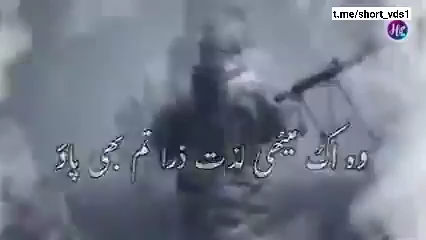 t.me/short_vds1
وہ اک میٹھی لذت ذرا تم بھی پاؤ